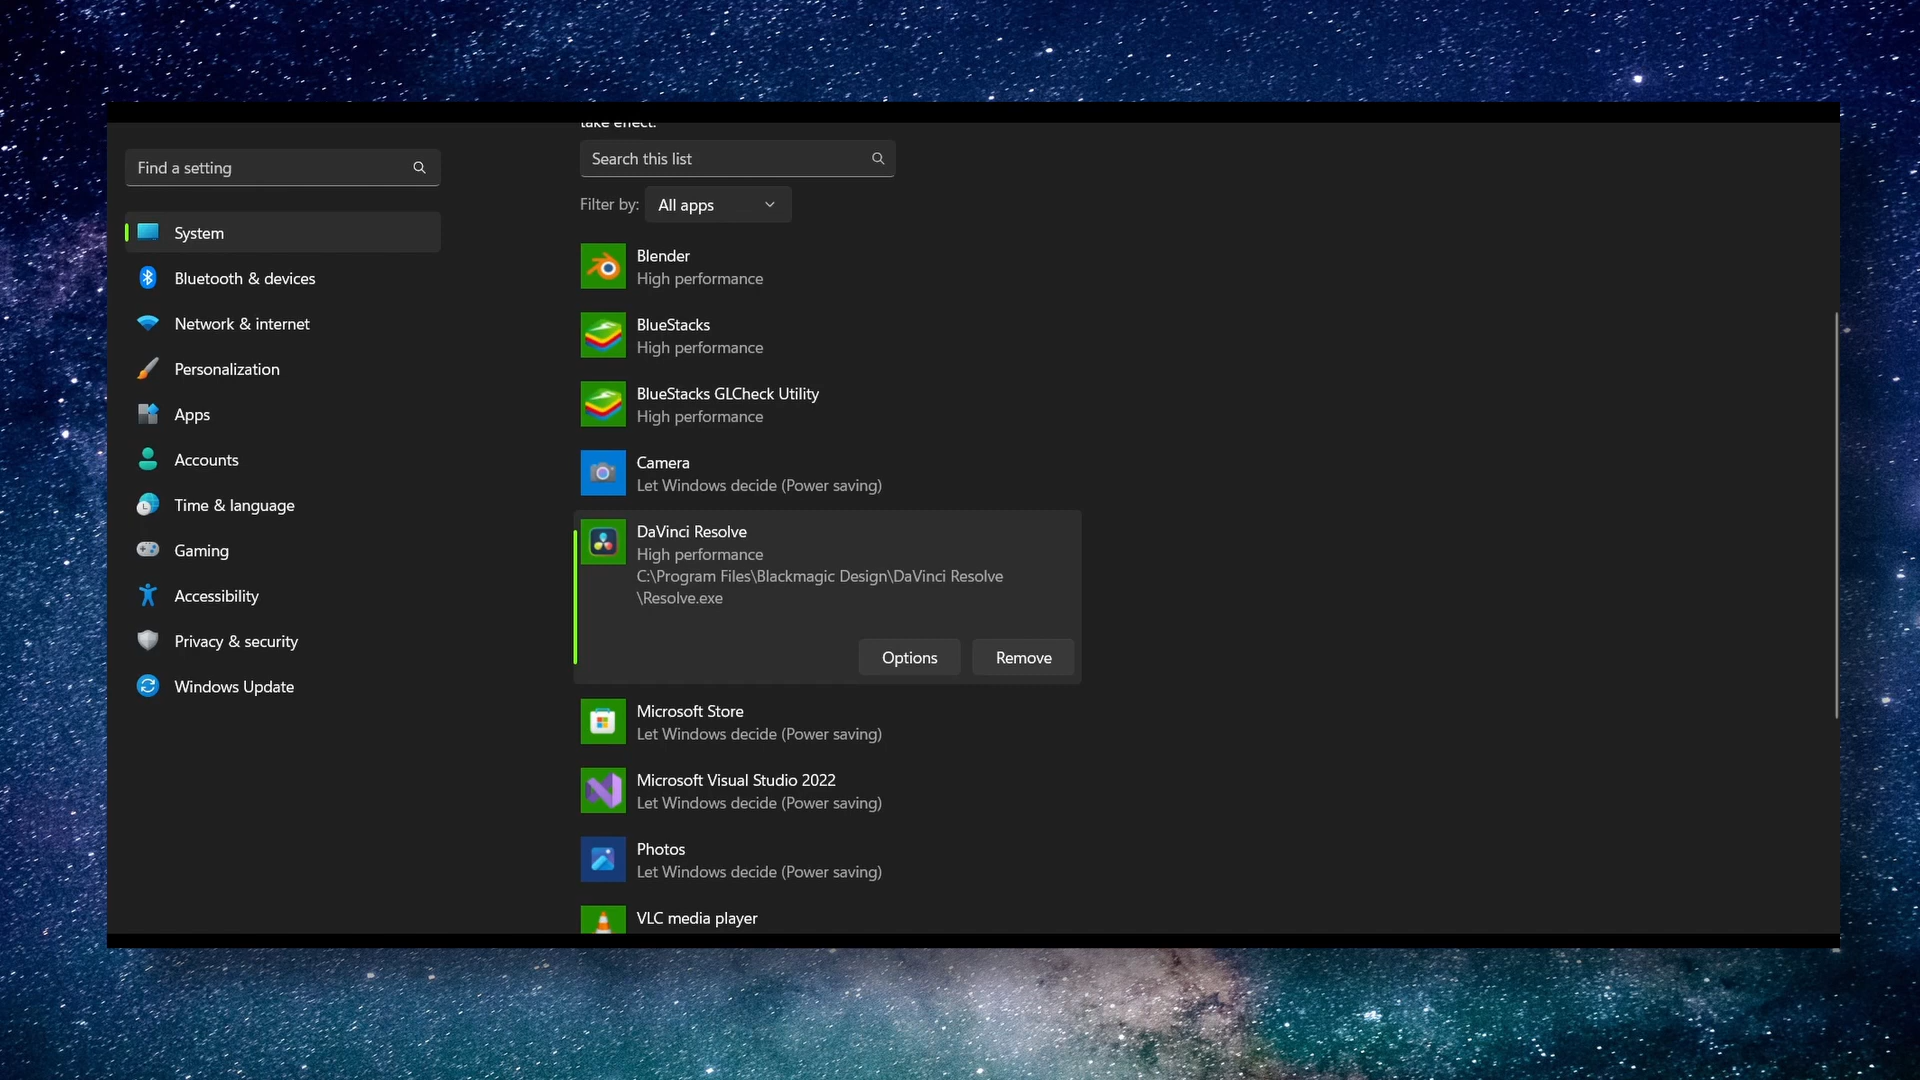 take effect.
Find a setting
Search this list
Filter by:
All apps
System
Bluetooth & devices
Network & internet
Personalization
Apps
Accounts
Time & language
Gaming
Accessibility
Privacy & security
Windows Update
Blender
High performance
BlueStacks
High performance
BlueStacks GLCheck Utility
High performance
Camera
Let Windows decide (Power saving)
DaVinci Resolve
High performance
C:\Program Files\Blackmagic Design\DaVinci Resolve
\Resolve.exe
Options
Remove
Microsoft Store
Let Windows decide (Power saving)
Microsoft Visual Studio 2022
Let Windows decide (Power saving)
Photos
Let Windows decide (Power saving)
VLC media player